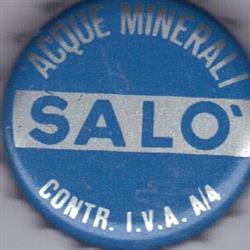 ACQUE MINERALI
SALO'
CONTR. I.V.A. A/4